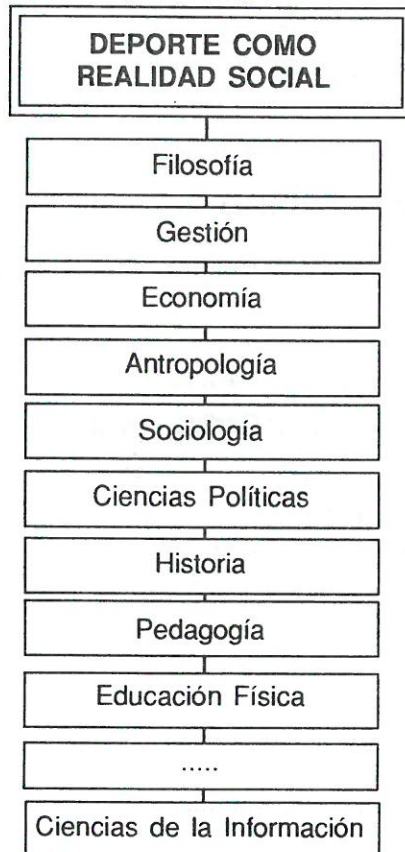 DEPORTE COMO
REALIDAD SOCIAL
Filosofía
Gestión
Economía
Antropología
Sociología
Ciencias Políticas
Historia
Pedagogía
Educación Física
.....
Ciencias de la Información